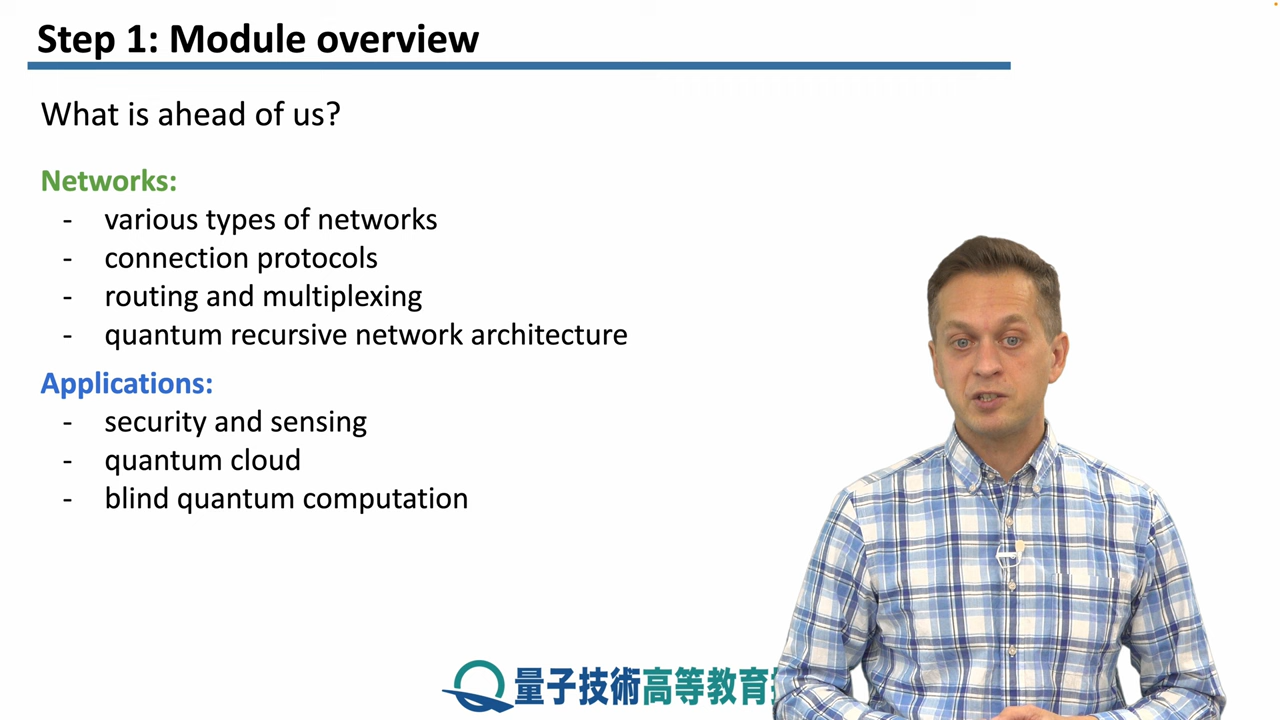 Step 1: Module overview
What is ahead of us?
Networks:
- various types of networks
- connection protocols
- routing and multiplexing
- quantum recursive network architecture
Applications:
- security and sensing
- quantum cloud
- blind quantum computation
量子技術高等教育